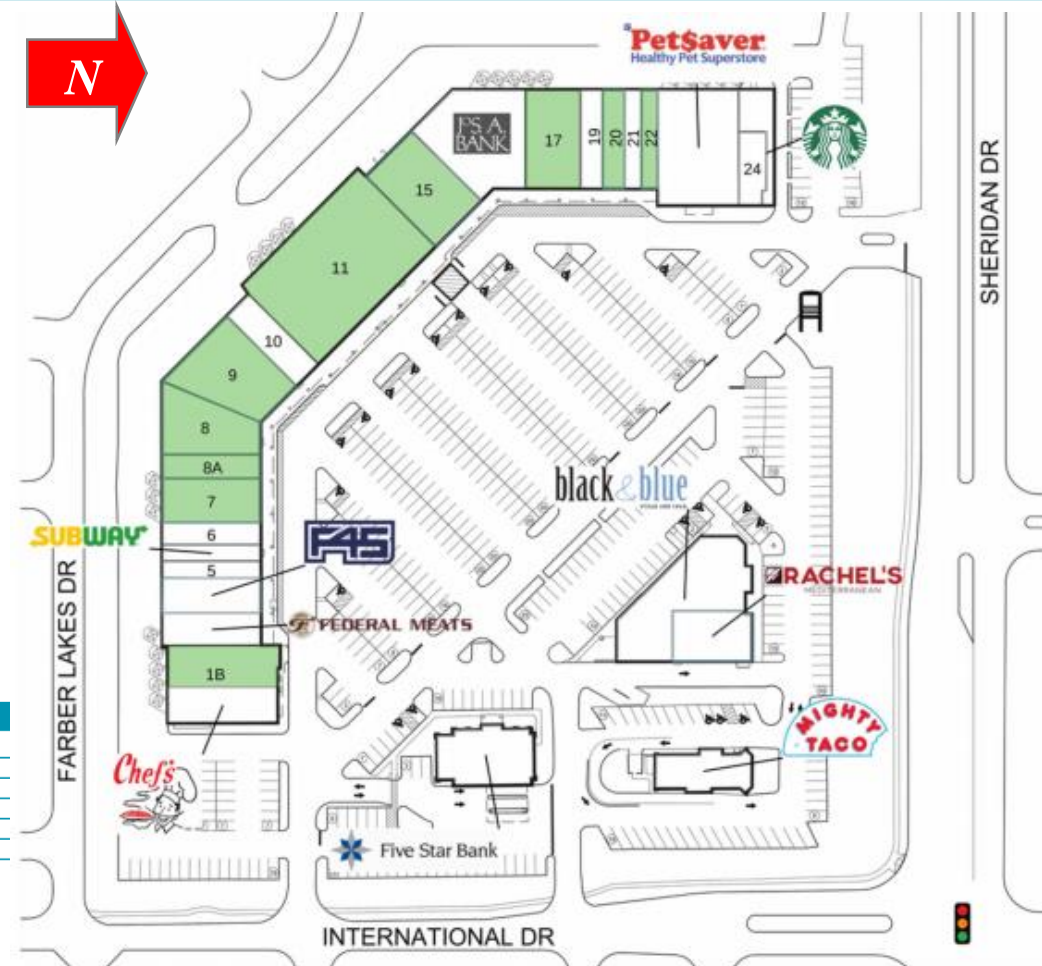 N
Pet$aver
Healthy Pet Superstore
JoS. A.
BANK
17
19
20
21
22
24
15
11
10
9
8
8A
7
6
5
1B
SUBWAY
F45
FEDERAL MEATS
black & blue
RACHEL'S
MEDITERRANEAN
MIGHTY
TACO
Chef's
Five Star Bank
FARBER LAKES DR
SHERIDAN DR
INTERNATIONAL DR